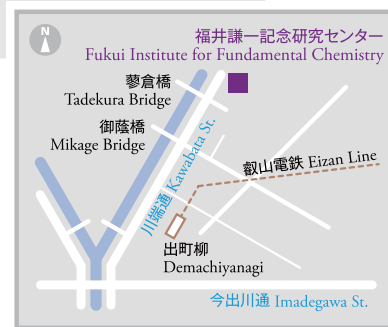 N
福井謙一記念研究センター
Fukui Institute for Fundamental Chemistry
蓼倉橋
Tadekura Bridge
御蔭橋
Mikage Bridge
川端通 Kawabata St.
叡山電鉄 Eizan Line
出町柳
Demachiyanagi
今出川通 Imadegawa St.